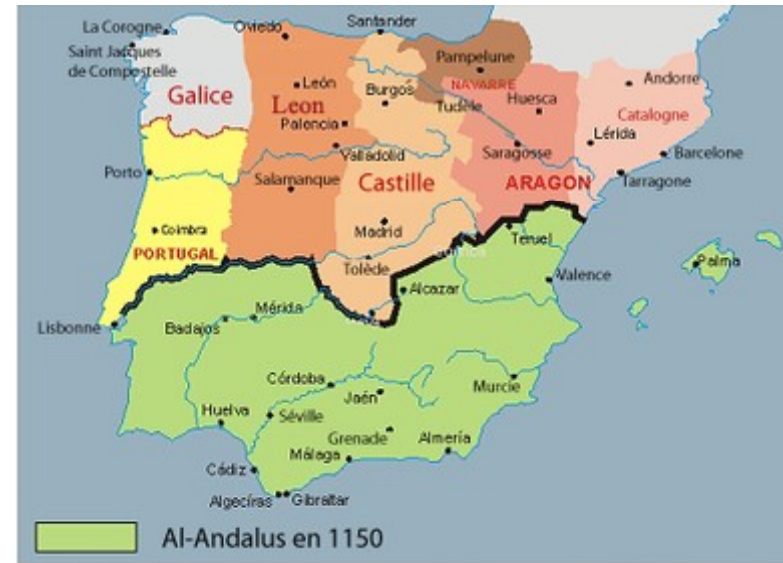 La Corogne
Oviedo
Santander
Saint Jacques
de Compostelle
Pampelune
Galice
León
Leon
Burgos
NAVARRE
Huesca
Andorre
Tudèle
Catalogne
Palencia
Lérida
Valladolid
Saragosse
Barcelone
Porto
Salamanque
Castille
ARAGON
Tarragone
Coimbra
Madrid
Teruel
PORTUGAL
Tolède
Palma
Valence
Alcazar
Lisbonne
Mérida
Badajos
Córdoba
Murcie
Jaén
Huelva
Séville
Grenade
Almería
Málaga
Cádiz
Algecíras
Gibraltar
Al-Andalus en 1150